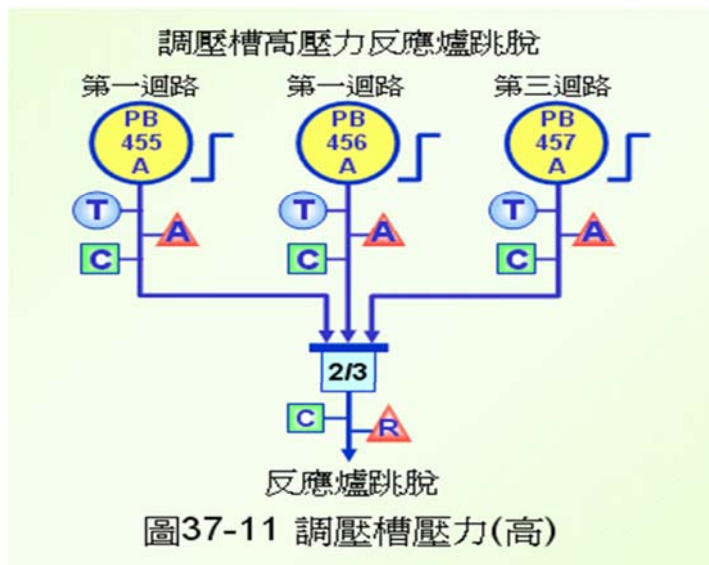 調壓槽高壓力反應爐跳脫
第一迴路 第一迴路 第三迴路
PB PB PB
455 456 457
A A A
T T T
A A A
C C C
2/3
C
R
反應爐跳脫
圖37-11 調壓槽壓力(高)